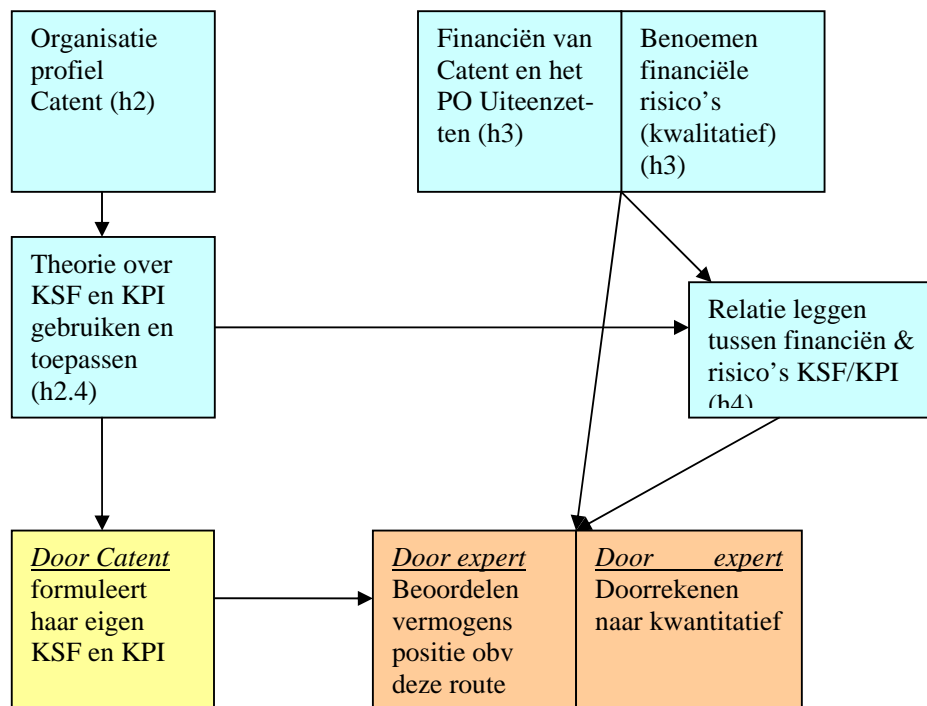 Organisatie
profiel
Catent (h2)
Financiën van
Catent en het
PO Uiteenzet-
ten (h3)
Benoemen
financiële
risico’s
(kwalitatief)
(h3)
Theorie over
KSF en KPI
gebruiken en
toepassen
(h2.4)
Relatie leggen
tussen financiën &
risico’s KSF/KPI
(h4)
Door Catent
formuleert
haar eigen
KSF en KPI
Door expert
Beoordelen
vermogens
positie obv
deze route
Door expert
Doorrekenen
naar kwantitatief